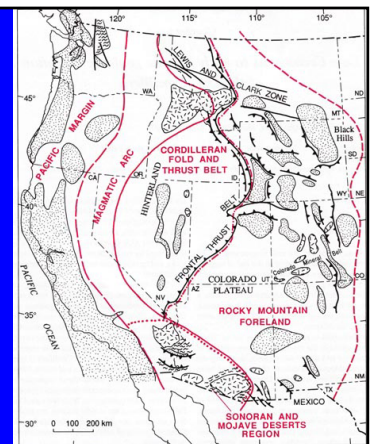 120°
115°
110°
105°
LEWIS AND
CLARK ZONE
45°
WA
ND
MT
Black
Hills
SD
PACIFIC MARGIN
CORDILLERAN
FOLD AND
THRUST BELT
MAGMATIC ARC
CA
OR
ID
WY
NE
HINTERLAND
40°
FRONTAL THRUST BELT
COLORADO
PLATEAU
UT
Colorado Mineral Belt
CO
NV
AZ
PACIFIC
OCEAN
35°
ROCKY MOUNTAIN
FORELAND
NM
TX
MEXICO
30°
0 100 200 km
SONORAN AND
MOJAVE DESERTS
REGION